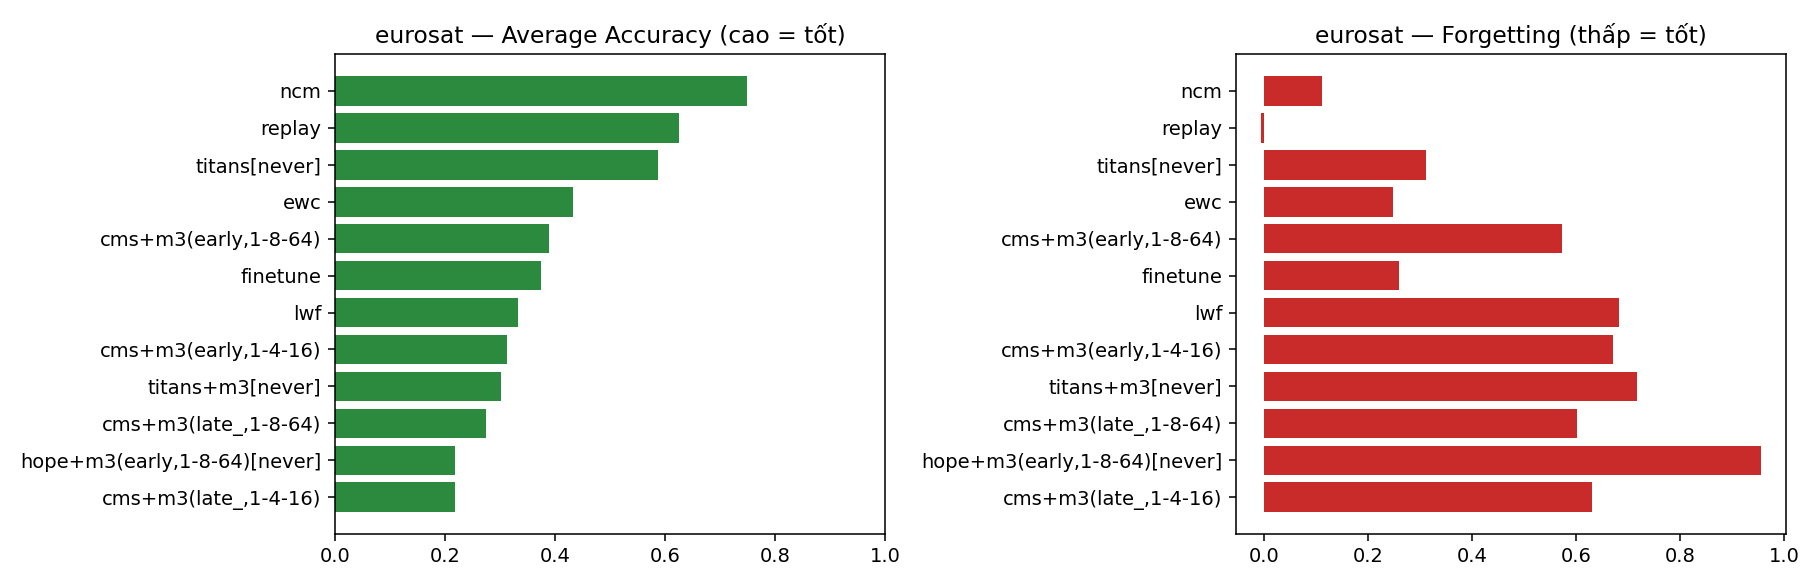 eurosat — Average Accuracy (cao = tốt)
ncm
replay
titans[never]
ewc
cms+m3(early,1-8-64)
finetune
lwf
cms+m3(early,1-4-16)
titans+m3[never]
cms+m3(late_,1-8-64)
hope+m3(early,1-8-64)[never]
cms+m3(late_,1-4-16)
0.0 0.2 0.4 0.6 0.8 1.0
eurosat — Forgetting (thấp = tốt)
ncm
replay
titans[never]
ewc
cms+m3(early,1-8-64)
finetune
lwf
cms+m3(early,1-4-16)
titans+m3[never]
cms+m3(late_,1-8-64)
hope+m3(early,1-8-64)[never]
cms+m3(late_,1-4-16)
0.0 0.2 0.4 0.6 0.8 1.0